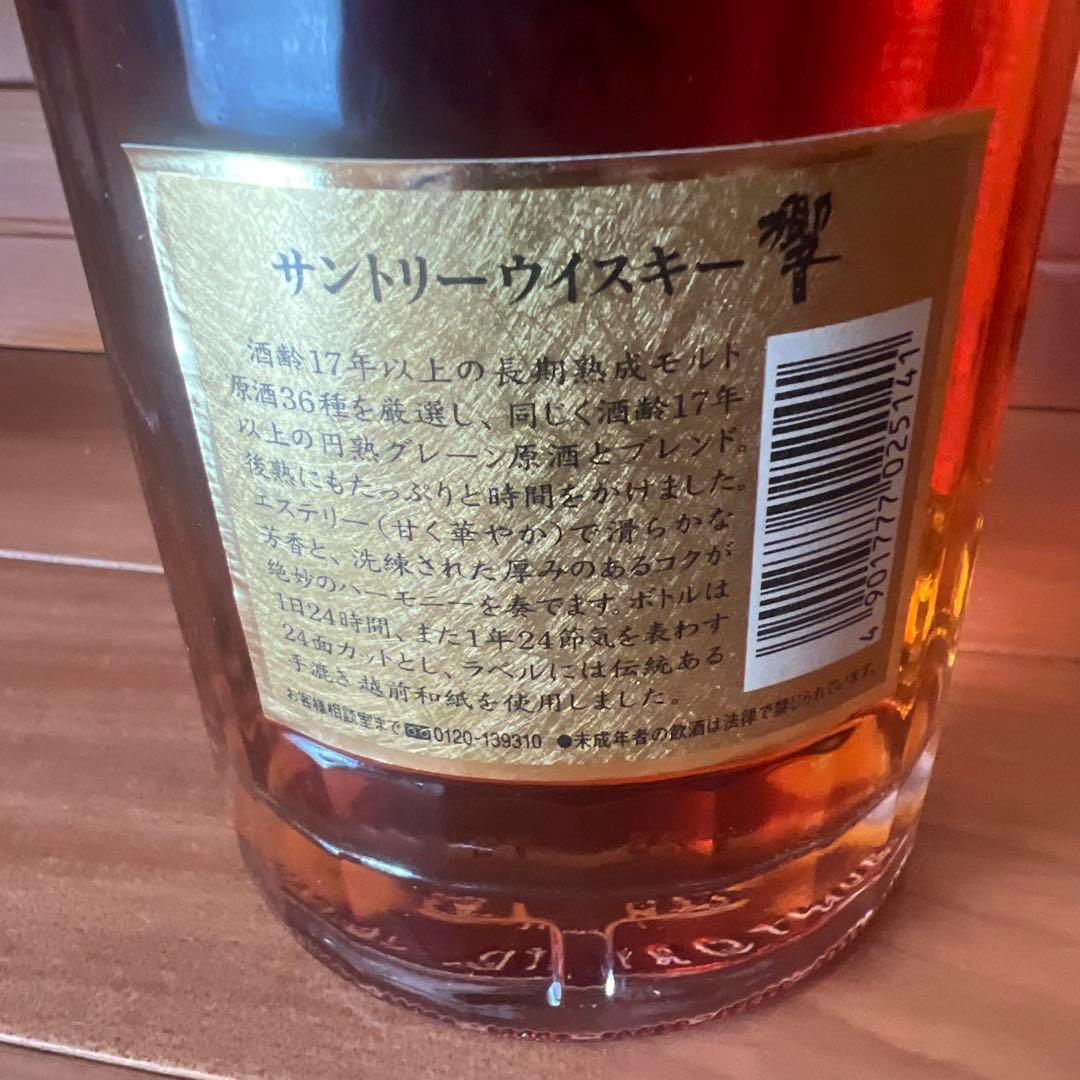 サントリーウイスキー 響
酒齢17年以上の長期熟成モルト
原酒36種を厳選し、同じく酒齢17年
以上の円熟グレーン原酒とブレンド。
後熟にもたっぷりと時間をかけました。
エステリー(甘く華やか)で滑らかな
芳香と、洗練された厚みのあるコクが
絶妙のハーモニーを奏でます。ボトルは
1日24時間、また1年24節気を表わす
24面カットとし、ラベルには伝統ある
手漉き越前和紙を使用しました。
お客様相談室まで 0120-139310 ●未成年者の飲酒は法律で禁じられています。
4901777025141